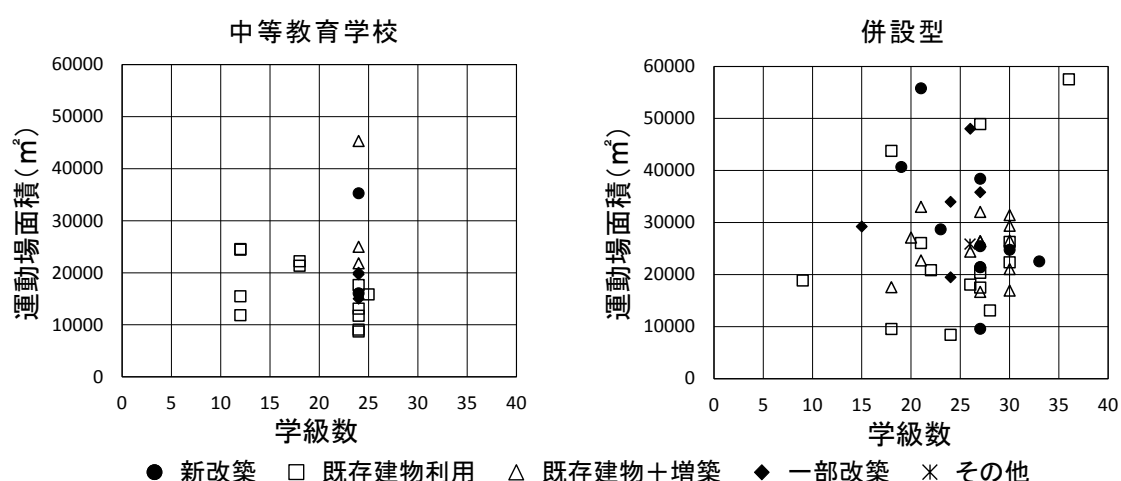 中等教育学校
60000
50000
40000
30000
20000
10000
0
運動場面積(㎡)
0 5 10 15 20 25 30 35 40
学級数
併設型
60000
50000
40000
30000
20000
10000
0
運動場面積(㎡)
0 5 10 15 20 25 30 35 40
学級数
● 新改築 □ 既存建物利用 △ 既存建物+増築 ◆ 一部改築 ✳ その他